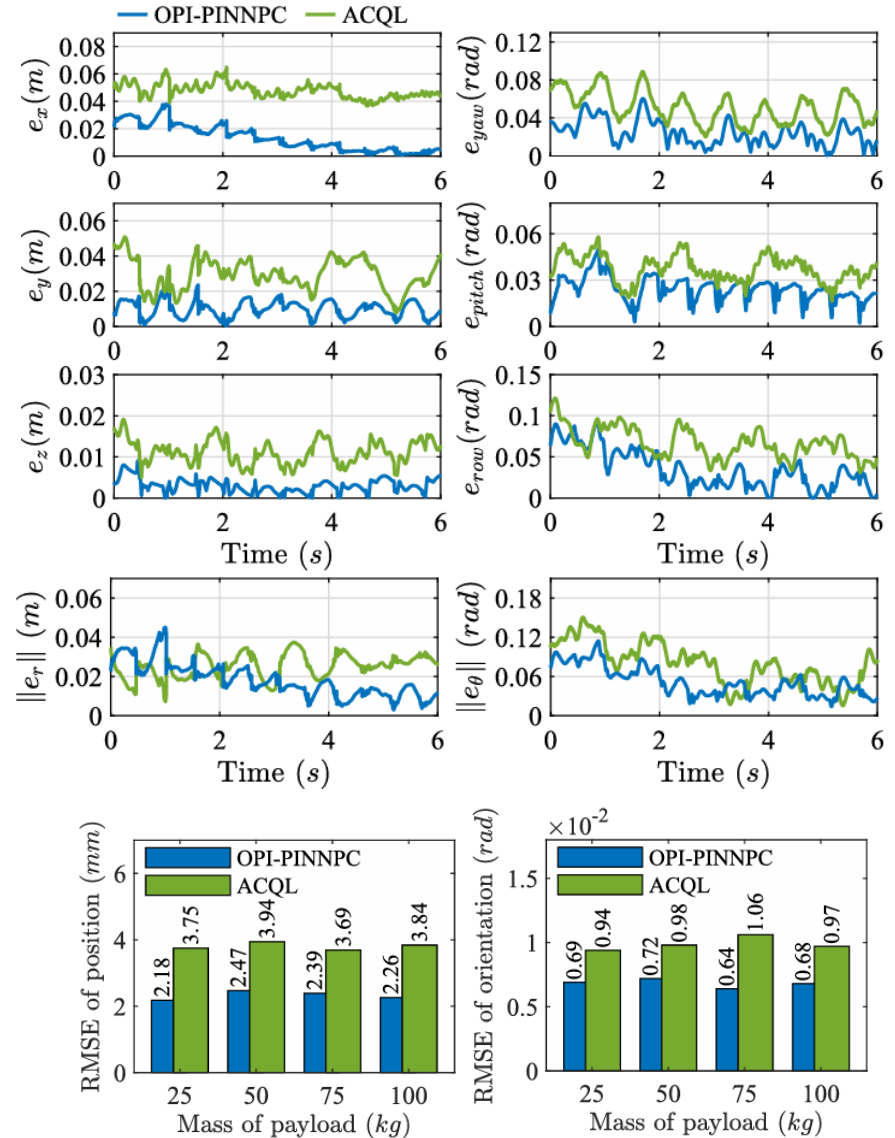 OPI-PINNPC ACQL
e_x(m)
0.08
0.06
0.04
0.02
0
0 2 4 6
e_yaw(rad)
0.12
0.08
0.04
0
0 2 4 6
e_y(m)
0.06
0.04
0.02
0
0 2 4 6
e_pitch(rad)
0.06
0.03
0
0 2 4 6
e_z(m)
0.03
0.02
0.01
0
0 2 4 6
Time (s)
e_row(rad)
0.15
0.1
0.05
0
0 2 4 6
Time (s)
||e_r|| (m)
0.06
0.04
0.02
0
0 2 4 6
Time (s)
||e_θ|| (rad)
0.18
0.12
0.06
0
0 2 4 6
Time (s)
RMSE of position (mm)
6
4
2
0
OPI-PINNPC
ACQL
2.18 3.75 2.47 3.94 2.39 3.69 2.26 3.84
25 50 75 100
Mass of payload (kg)
RMSE of orientation (rad)
×10⁻²
1.5
1
0.5
0
OPI-PINNPC
ACQL
0.69 0.94 0.72 0.98 0.64 1.06 0.68 0.97
25 50 75 100
Mass of payload (kg)